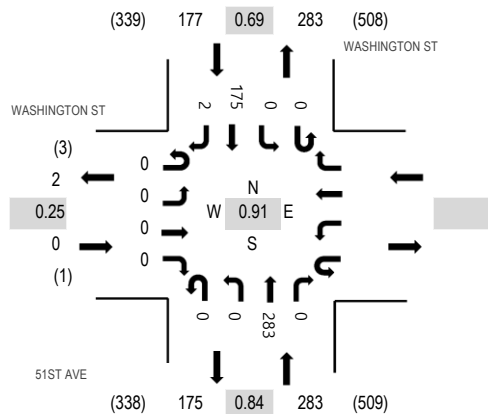 (339) 177 0.69 283 (508)
WASHINGTON ST
2 175 0 0
WASHINGTON ST
(3)
0
2
0
N
0.25
W 0.91 E
0
0
S
0
(1)
0 0 283 0
51ST AVE
(338) 175 0.84 283 (509)